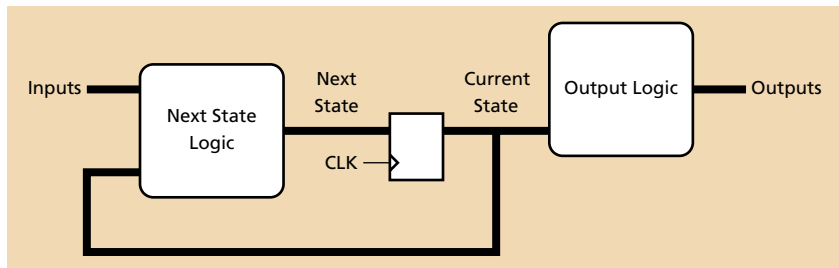 Inputs
Next State
Logic
Next
State
CLK
Current
State
Output Logic
Outputs